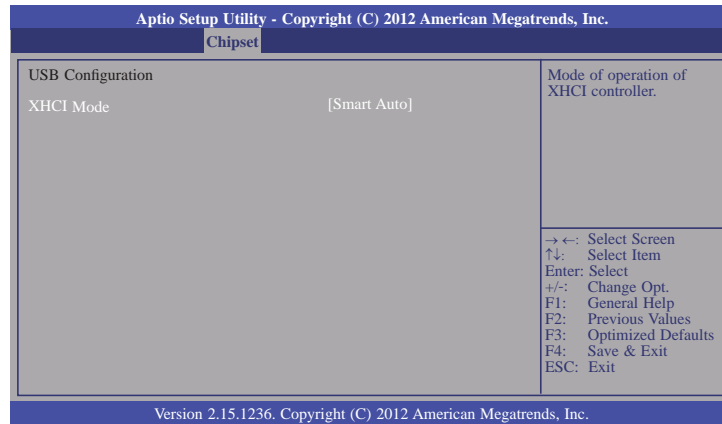 Aptio Setup Utility - Copyright (C) 2012 American Megatrends, Inc.
Chipset
USB Configuration
XHCI Mode [Smart Auto]
Mode of operation of
XHCI controller.
→ ←: Select Screen
↑↓: Select Item
Enter: Select
+/-: Change Opt.
F1: General Help
F2: Previous Values
F3: Optimized Defaults
F4: Save & Exit
ESC: Exit
Version 2.15.1236. Copyright (C) 2012 American Megatrends, Inc.